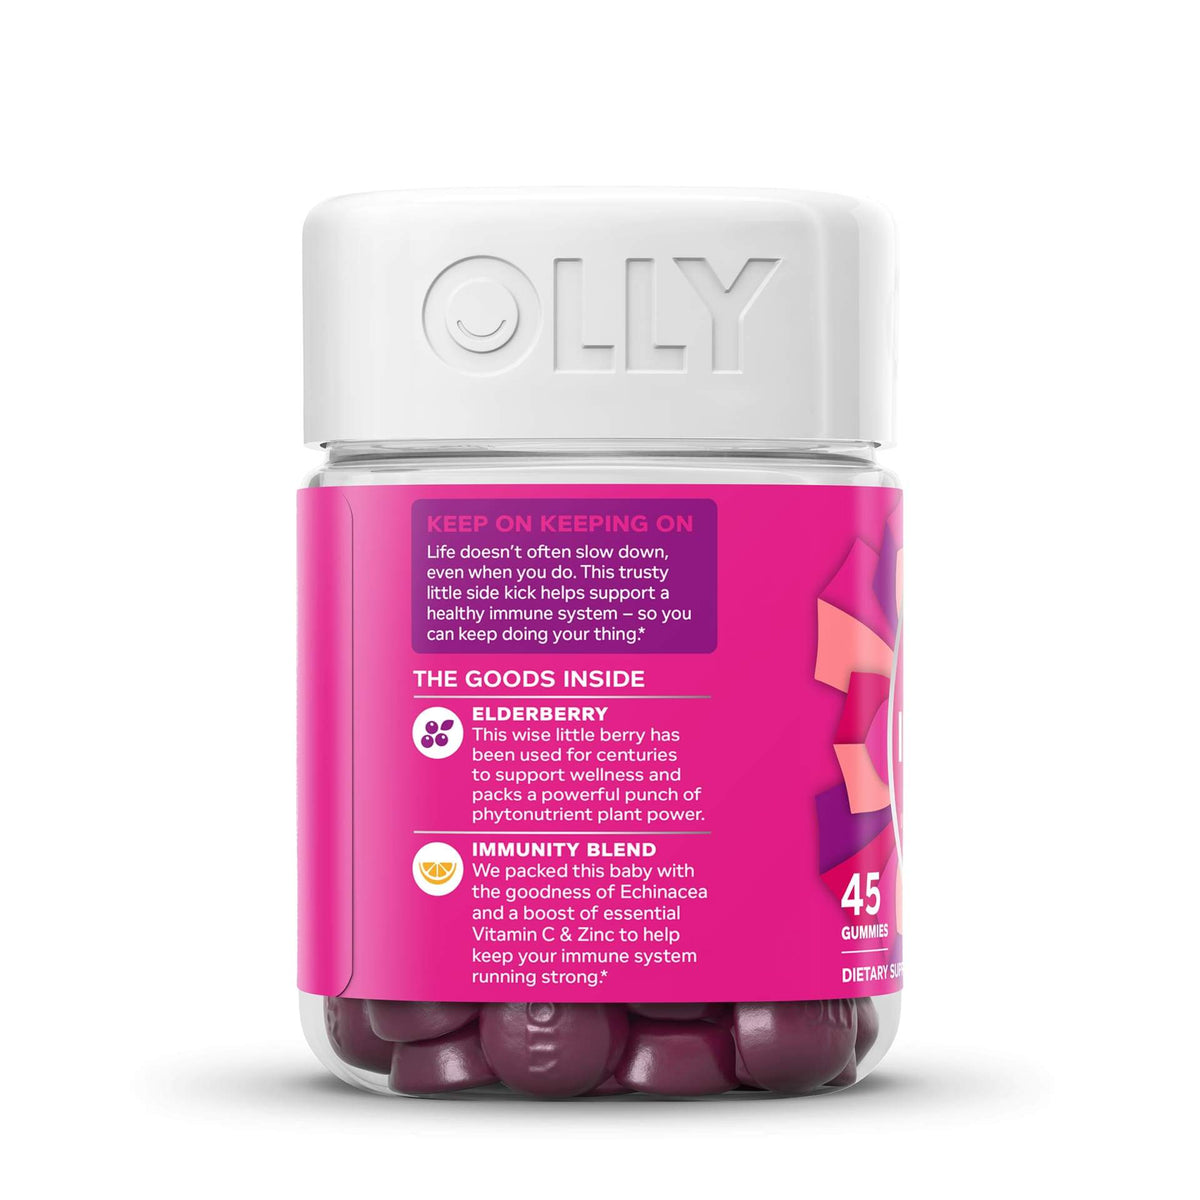 OLLY
KEEP ON KEEPING ON
Life doesn't often slow down,
even when you do. This trusty
little side kick helps support a
healthy immune system – so you
can keep doing your thing.*
THE GOODS INSIDE
ELDERBERRY
This wise little berry has
been used for centuries
to support wellness and
packs a powerful punch of
phytonutrient plant power.
IMMUNITY BLEND
We packed this baby with
the goodness of Echinacea
and a boost of essential
Vitamin C & Zinc to help
keep your immune system
running strong.*
45
GUMMIES
DIETARY
OLLY